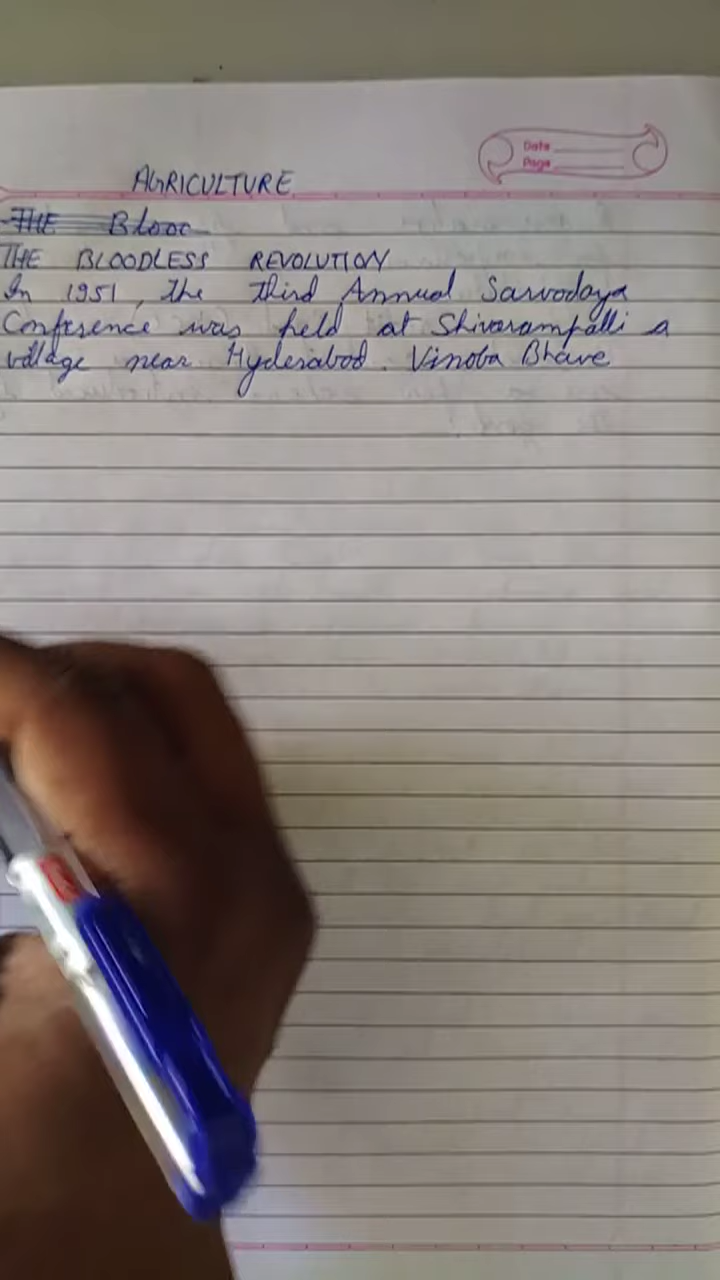 Date
Page
AGRICULTURE
THE Blooc
THE BLOODLESS REVOLUTION
In 1951, the third Annual Sarvodaya
Conference was held at Shivarampalli a
village near Hyderabad. Vinoba Bhave